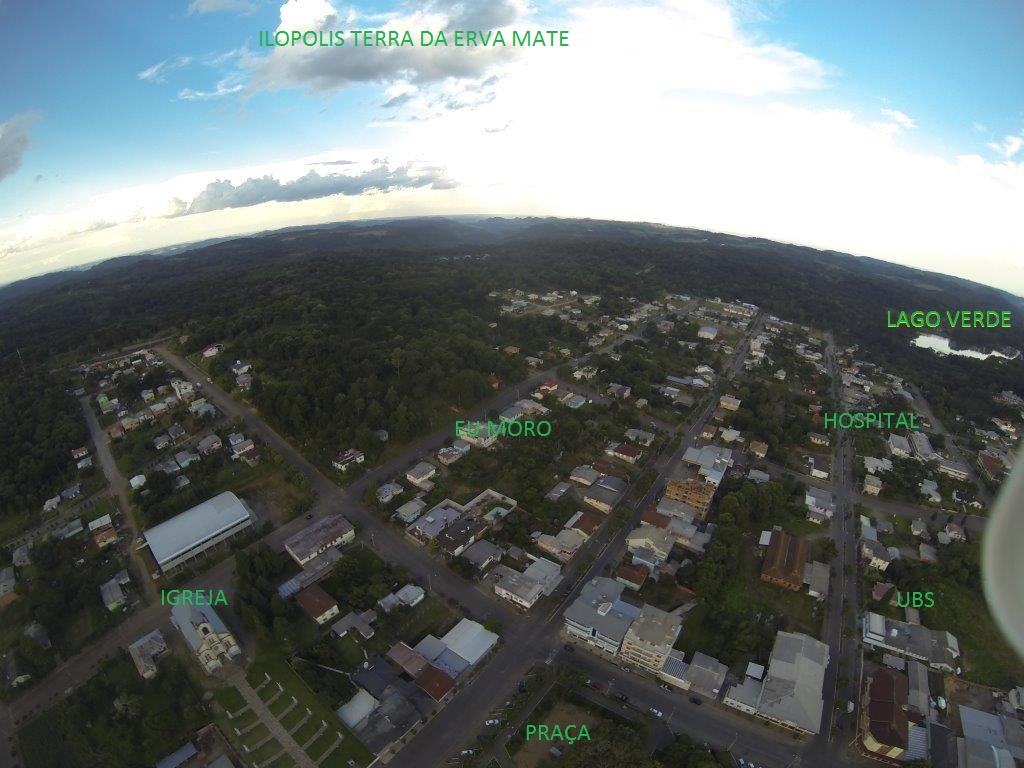 ILOPOLIS TERRA DA ERVA MATE
LAGO VERDE
EU MORO
HOSPITAL
IGREJA
UBS
PRAÇA